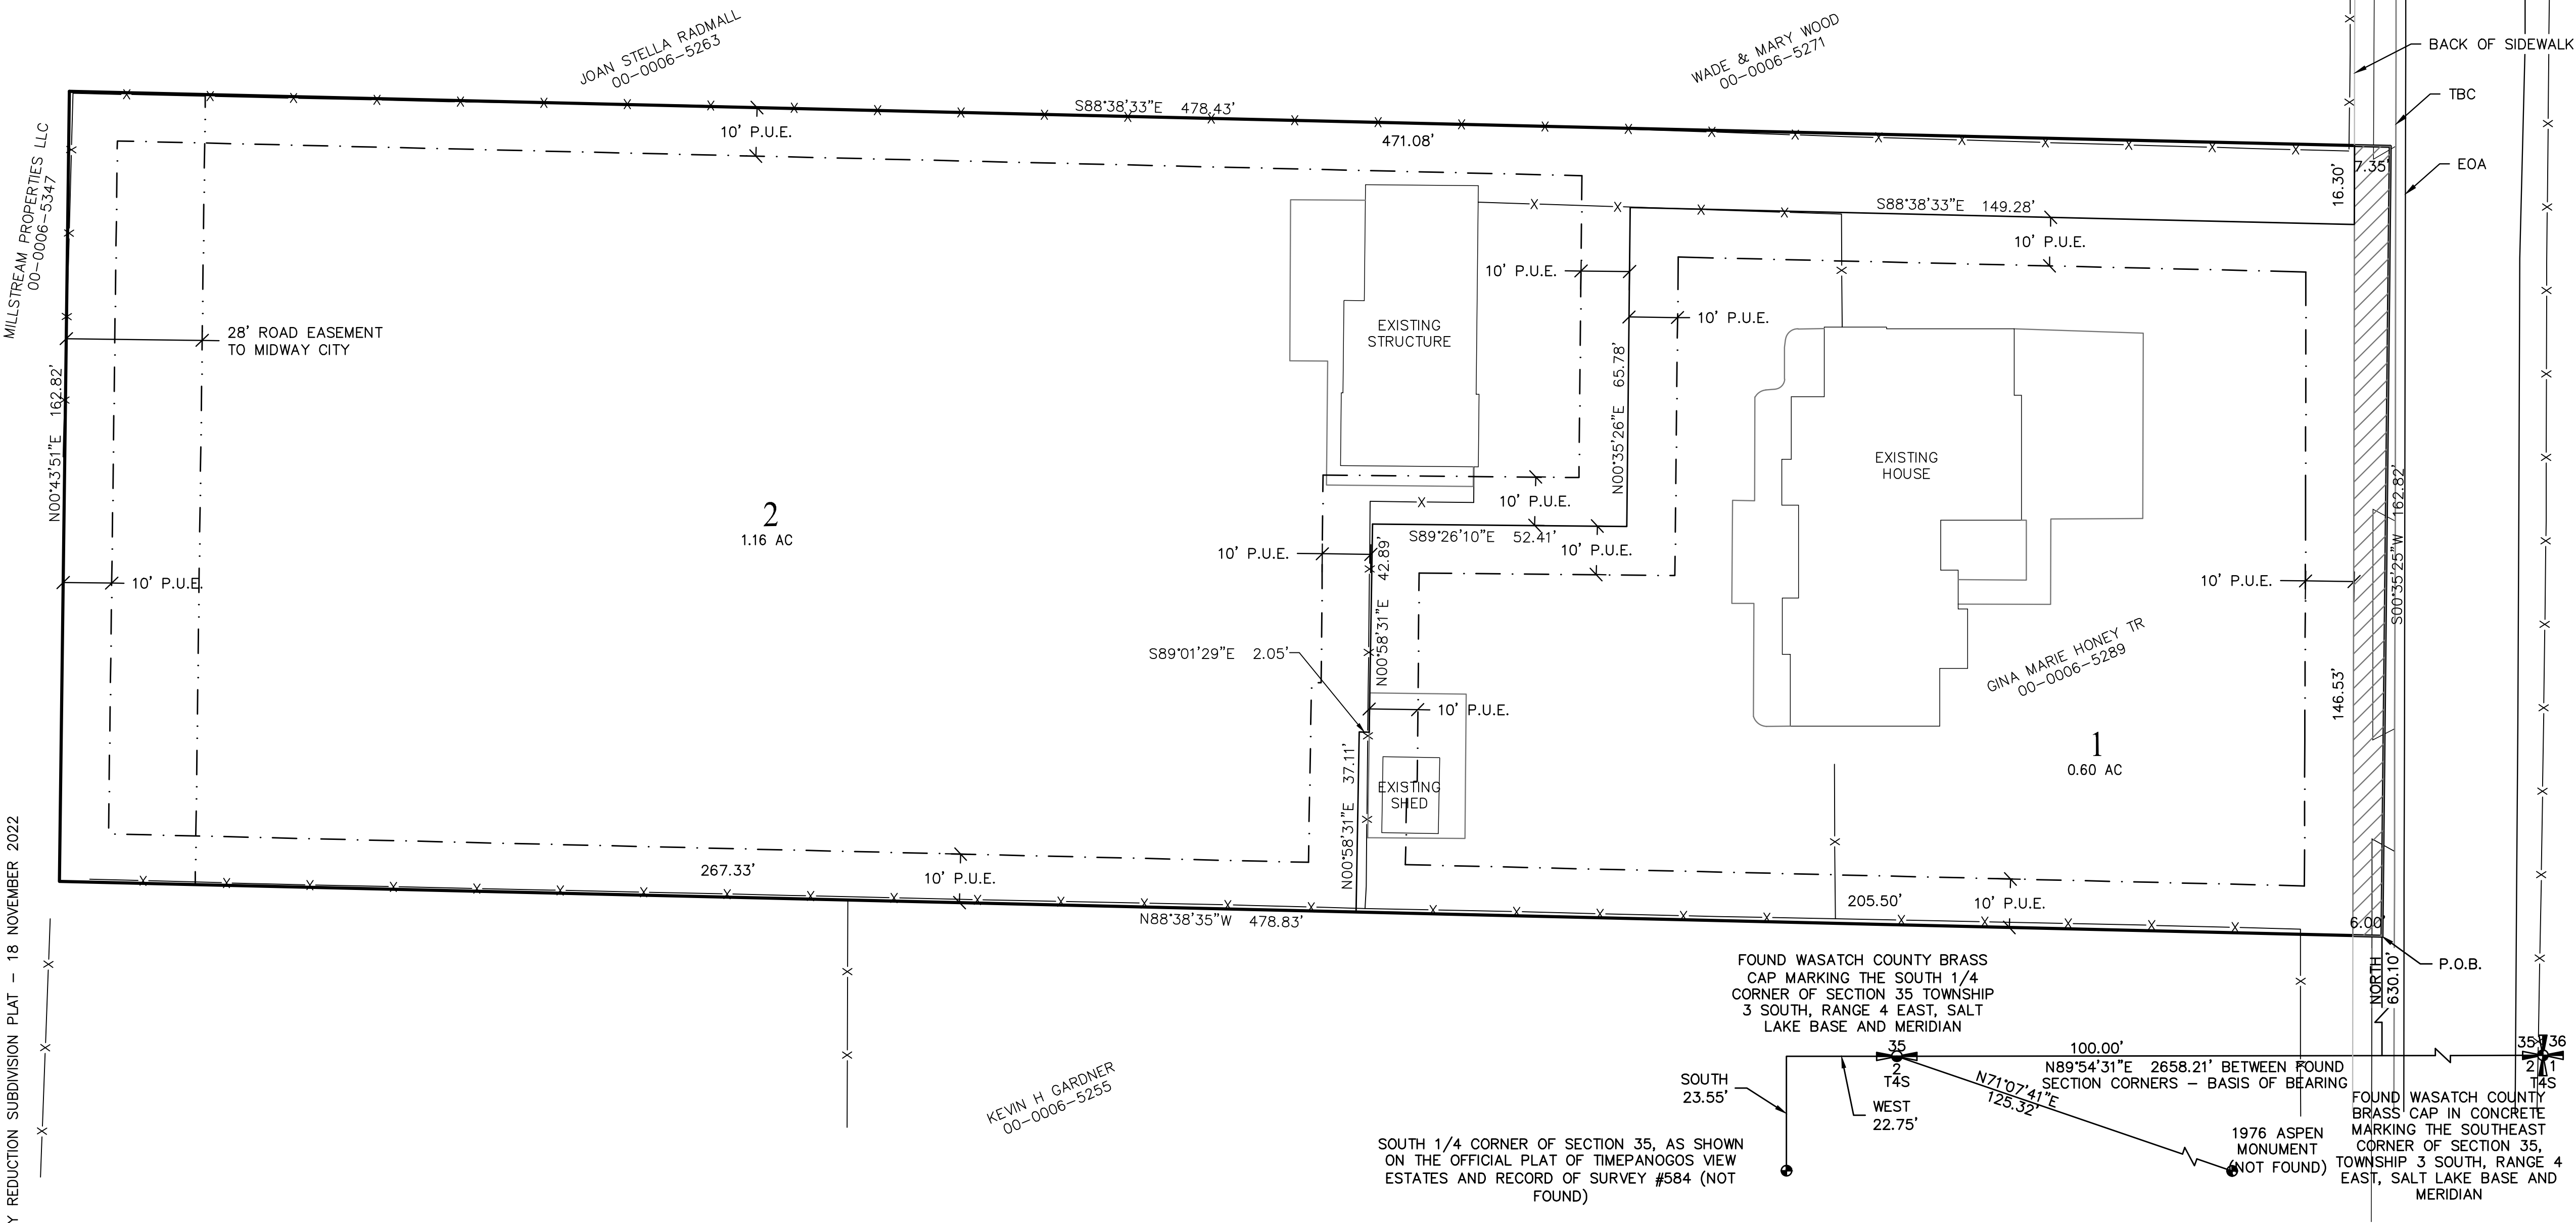 JOAN STELLA RADMALL
00-0006-5263
WADE & MARY WOOD
00-0006-5271
BACK OF SIDEWALK
TBC
EOA
MILLSTREAM PROPERTIES LLC
00-0006-5347
S88°38'33"E 478.43'
10' P.U.E.
471.08'
7.35'
16.30'
S88°38'33"E 149.28'
10' P.U.E.
10' P.U.E.
10' P.U.E.
28' ROAD EASEMENT
TO MIDWAY CITY
EXISTING
STRUCTURE
N00°35'26"E 65.78'
N00°43'51"E 162.82'
EXISTING
HOUSE
2
1.16 AC
10' P.U.E.
S89°26'10"E 52.41'
10' P.U.E.
10' P.U.E.
42.89'
N00°58'31"E
10' P.U.E.
10' P.U.E.
S00°35'25"W 162.82'
S89°01'29"E 2.05'
GINA MARIE HONEY TR
00-0006-5289
10' P.U.E.
146.53'
1
0.60 AC
N00°58'31"E 37.11'
EXISTING
SHED
267.33'
10' P.U.E.
N88°38'35"W 478.83'
205.50'
10' P.U.E.
6.00'
P.O.B.
NORTH
630.10'
Y REDUCTION SUBDIVISION PLAT - 18 NOVEMBER 2022
KEVIN H GARDNER
00-0006-5255
FOUND WASATCH COUNTY BRASS
CAP MARKING THE SOUTH 1/4
CORNER OF SECTION 35 TOWNSHIP
3 SOUTH, RANGE 4 EAST, SALT
LAKE BASE AND MERIDIAN
35
2
T4S
100.00'
N89°54'31"E 2658.21' BETWEEN FOUND
SECTION CORNERS - BASIS OF BEARING
35 36
2 1
T4S
SOUTH
23.55'
WEST
22.75'
N71°07'41"E
125.32'
1976 ASPEN
MONUMENT
(NOT FOUND)
SOUTH 1/4 CORNER OF SECTION 35, AS SHOWN
ON THE OFFICIAL PLAT OF TIMEPANOGOS VIEW
ESTATES AND RECORD OF SURVEY #584 (NOT
FOUND)
FOUND WASATCH COUNTY
BRASS CAP IN CONCRETE
MARKING THE SOUTHEAST
CORNER OF SECTION 35,
TOWNSHIP 3 SOUTH, RANGE 4
EAST, SALT LAKE BASE AND
MERIDIAN